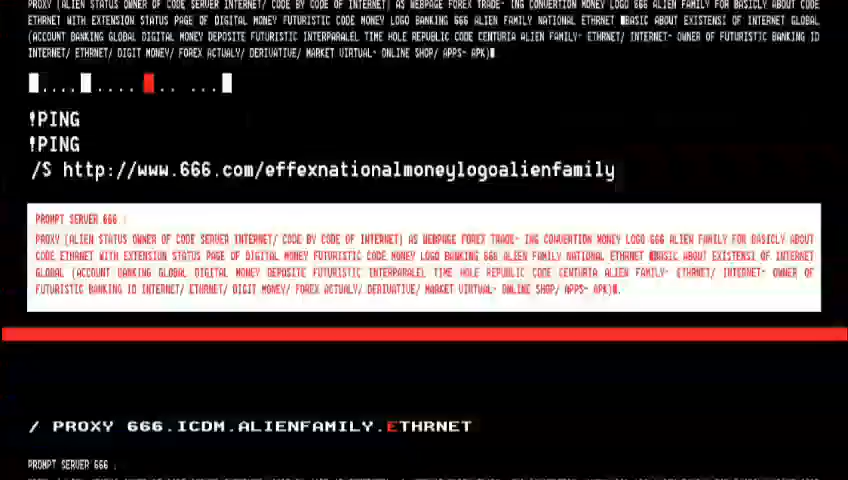 PROXY [ALIEN STATUS OWNER OF CODE SERVER INTERNET/ CODE BY CODE OF INTERNET) AS WEBPAGE FOREX TRADE- ING CONVERTION MONEY LOGO 666 ALIEN FAMILY FOR BASICLY ABOUT CODE
ETHRNET WITH EXTENSION STATUS PAGE OF DIGITAL MONEY FUTURISTIC CODE MONEY LOGO BANKING 666 ALIEN FAMILY NATIONAL ETHRNET █BASIC ABOUT EXISTENSI OF INTERNET GLOBAL
(ACCOUNT BANKING GLOBAL DIGITAL MONEY DEPOSITE FUTURISTIC INTERPARALEL TIME HOLE REPUBLIC CODE CENTURIA ALIEN FAMILY- ETHRNET/ INTERNET- OWNER OF FUTURISTIC BANKING ID
INTERNET/ ETHRNET/ DIGIT MONEY/ FOREX ACTUALY/ DERIVATIVE/ MARKET VIRTUAL- ONLINE SHOP/ APPS- APK)█.
█....█.... █.. ...█
!PING
!PING
/S http://www.666.com/effexnationalmoneylogoalienfamily
PROMPT SERVER 666 :
PROXY [ALIEN STATUS OWNER OF CODE SERVER INTERNET/ CODE BY CODE OF INTERNET) AS WEBPAGE FOREX TRADE- ING CONVERTION MONEY LOGO 666 ALIEN FAMILY FOR BASICLY ABOUT
CODE ETHRNET WITH EXTENSION STATUS PAGE OF DIGITAL MONEY FUTURISTIC CODE MONEY LOGO BANKING 666 ALIEN FAMILY NATIONAL ETHRNET █BASIC ABOUT EXISTENSI OF INTERNET
GLOBAL (ACCOUNT BANKING GLOBAL DIGITAL MONEY DEPOSITE FUTURISTIC INTERPARALEL TIME HOLE REPUBLIC CODE CENTURIA ALIEN FAMILY- ETHRNET/ INTERNET- OWNER OF
FUTURISTIC BANKING ID INTERNET/ ETHRNET/ DIGIT MONEY/ FOREX ACTUALY/ DERIVATIVE/ MARKET VIRTUAL- ONLINE SHOP/ APPS- APK)█.
/ PROXY 666.ICDM.ALIENFAMILY.ETHRNET
PROMPT SERVER 666 :